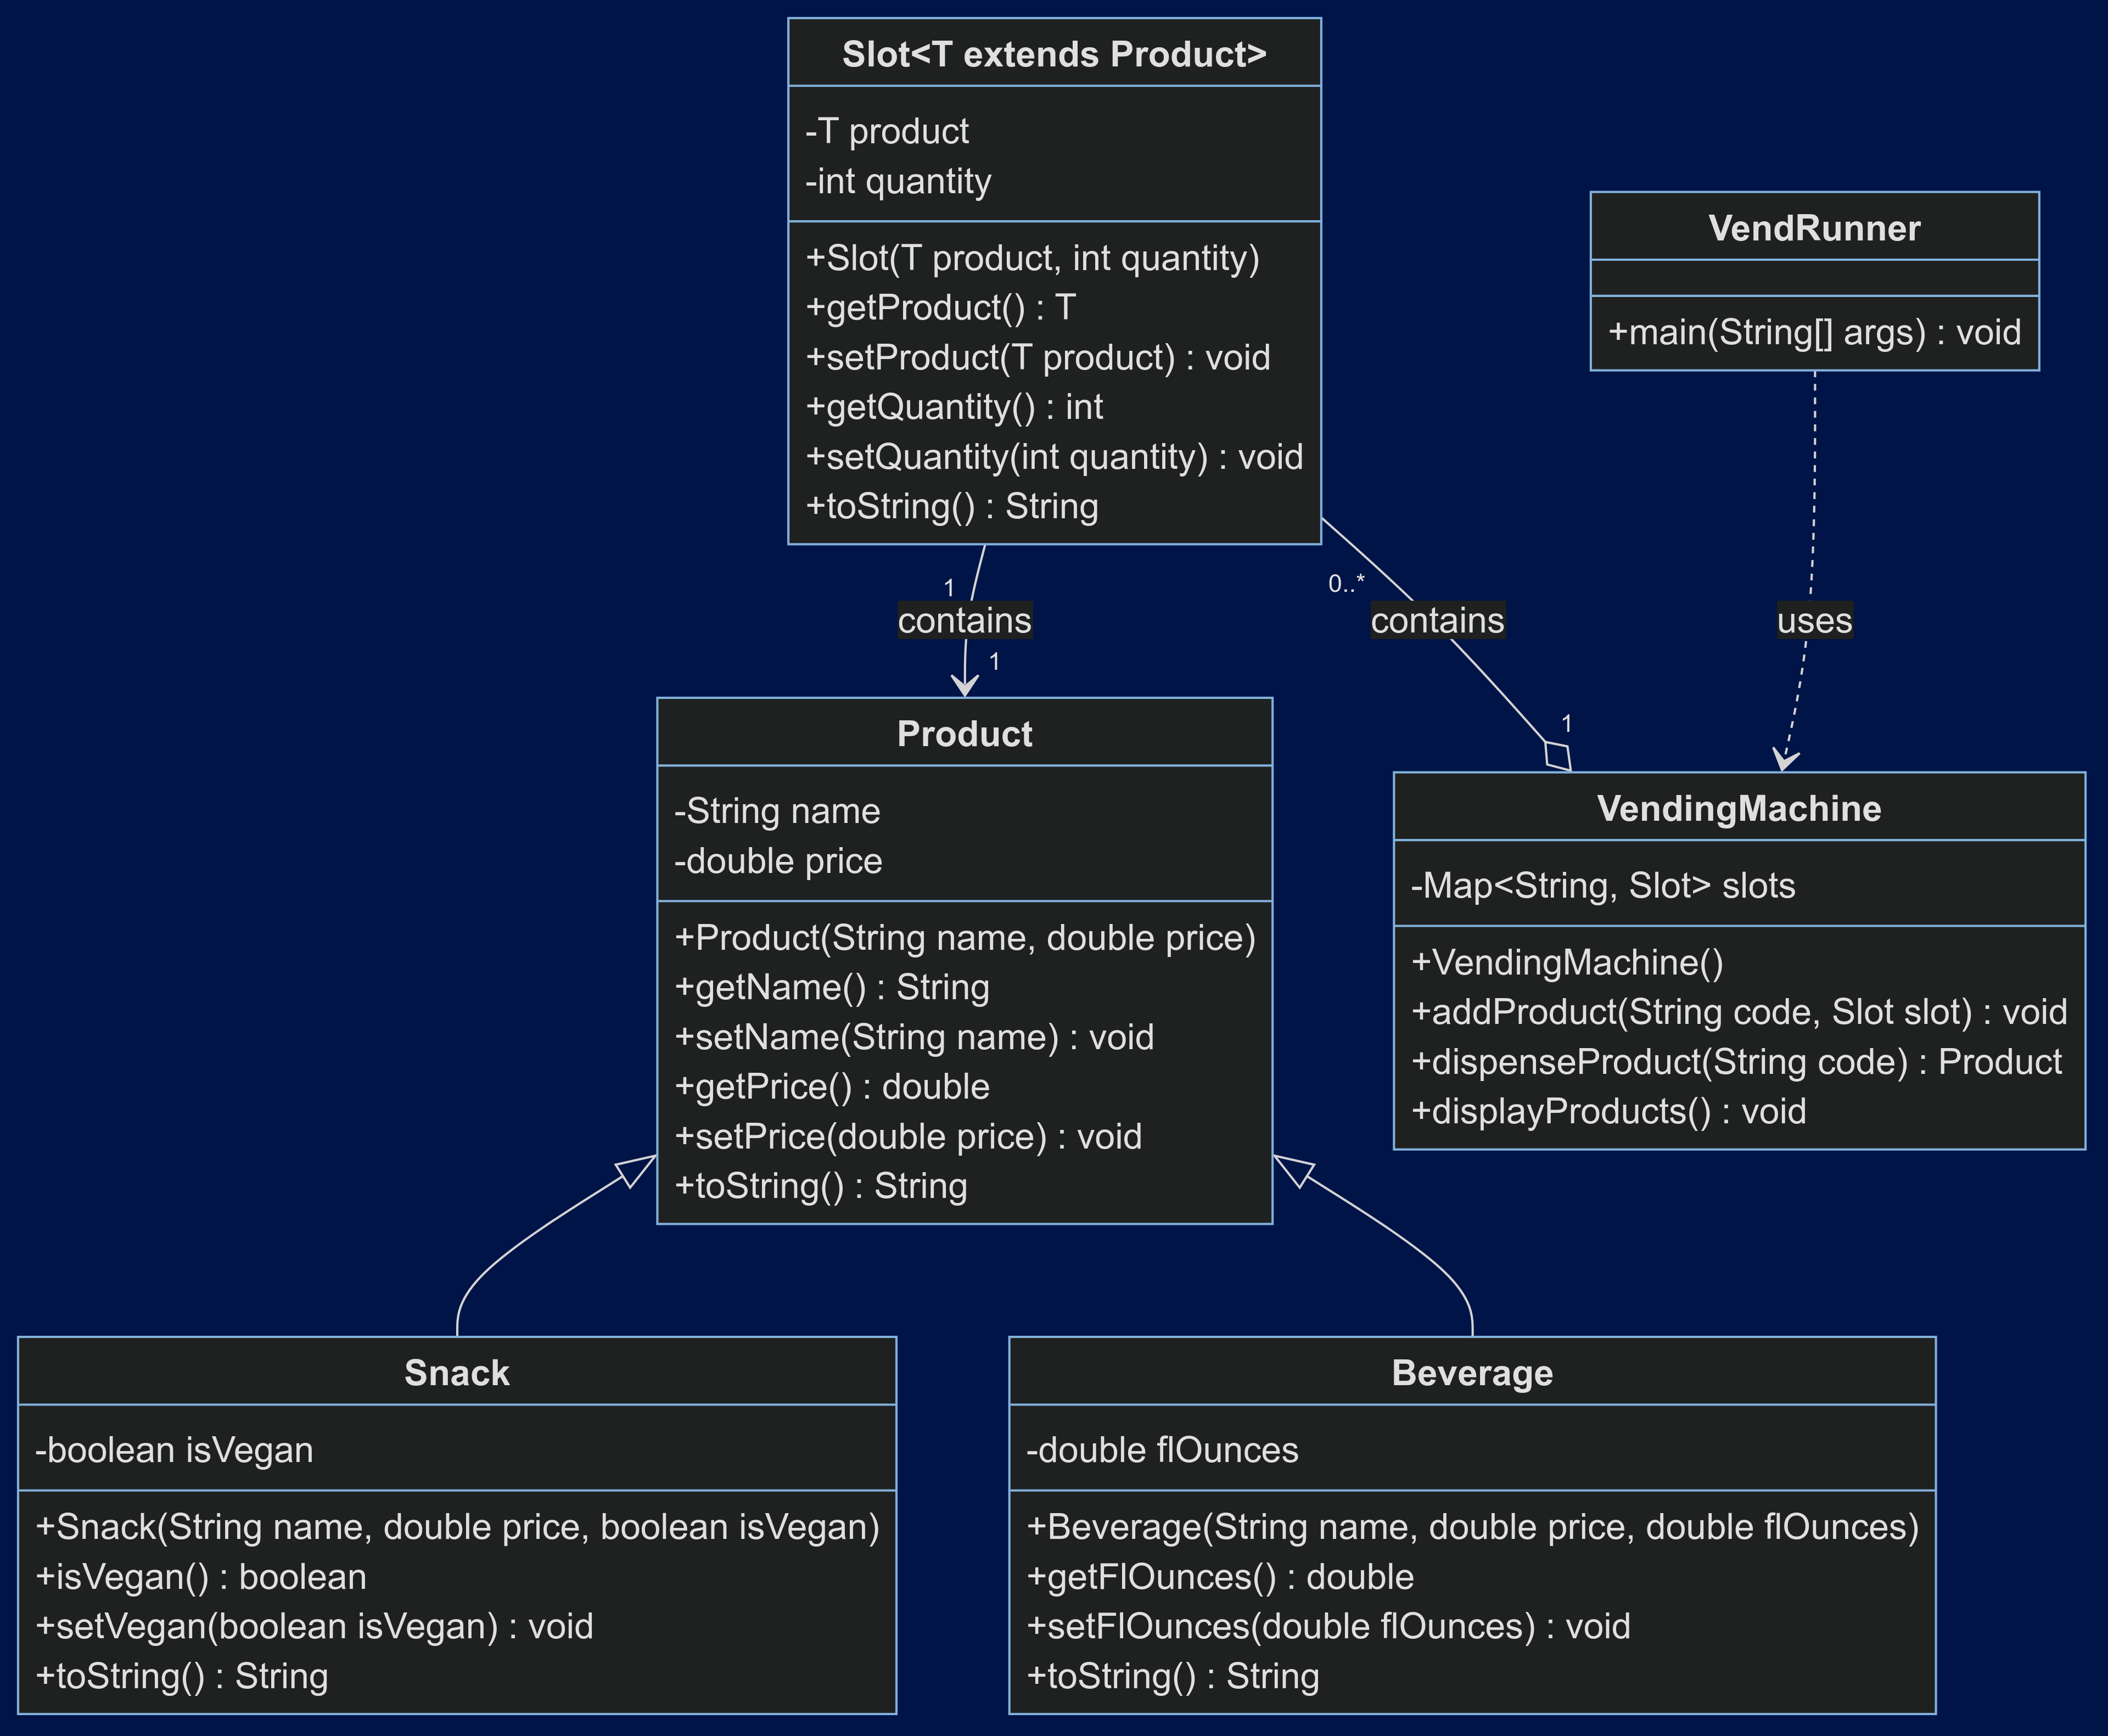 Slot<T extends Product>
-T product
-int quantity
+Slot(T product, int quantity)
+getProduct() : T
+setProduct(T product) : void
+getQuantity() : int
+setQuantity(int quantity) : void
+toString() : String
VendRunner
+main(String[] args) : void
1
contains
1
0..*
contains
1
uses
Product
-String name
-double price
+Product(String name, double price)
+getName() : String
+setName(String name) : void
+getPrice() : double
+setPrice(double price) : void
+toString() : String
VendingMachine
-Map<String, Slot> slots
+VendingMachine()
+addProduct(String code, Slot slot) : void
+dispenseProduct(String code) : Product
+displayProducts() : void
Snack
-boolean isVegan
+Snack(String name, double price, boolean isVegan)
+isVegan() : boolean
+setVegan(boolean isVegan) : void
+toString() : String
Beverage
-double flOunces
+Beverage(String name, double price, double flOunces)
+getFlOunces() : double
+setFlOunces(double flOunces) : void
+toString() : String